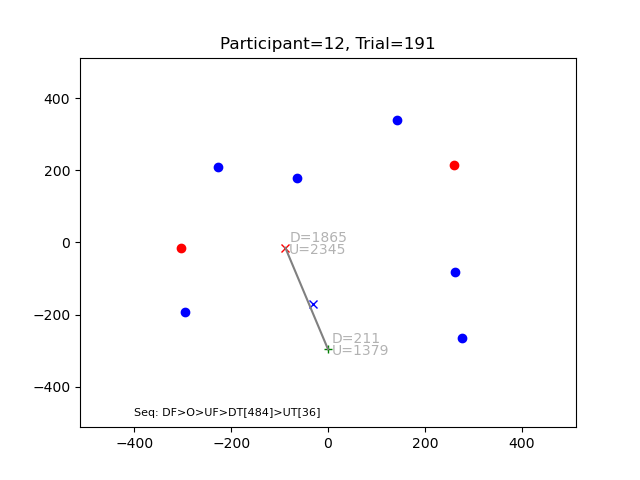 Participant=12, Trial=191
400
200
0
−200
−400
D=1865
U=2345
D=211
U=1379
Seq: DF>O>UF>DT[484]>UT[36]
−400
−200
0
200
400